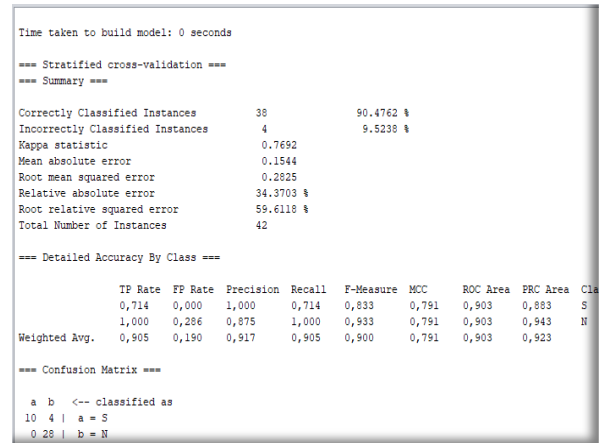 Time taken to build model: 0 seconds
=== Stratified cross-validation ===
=== Summary ===
Correctly Classified Instances 38 90.4762 %
Incorrectly Classified Instances 4 9.5238 %
Kappa statistic 0.7692
Mean absolute error 0.1544
Root mean squared error 0.2825
Relative absolute error 34.3703 %
Root relative squared error 59.6118 %
Total Number of Instances 42
=== Detailed Accuracy By Class ===
TP Rate FP Rate Precision Recall F-Measure MCC ROC Area PRC Area Cla
0,714 0,000 1,000 0,714 0,833 0,791 0,903 0,883 S
1,000 0,286 0,875 1,000 0,933 0,791 0,903 0,943 N
Weighted Avg. 0,905 0,190 0,917 0,905 0,900 0,791 0,903 0,923
=== Confusion Matrix ===
a b <-- classified as
10 4 | a = S
0 28 | b = N